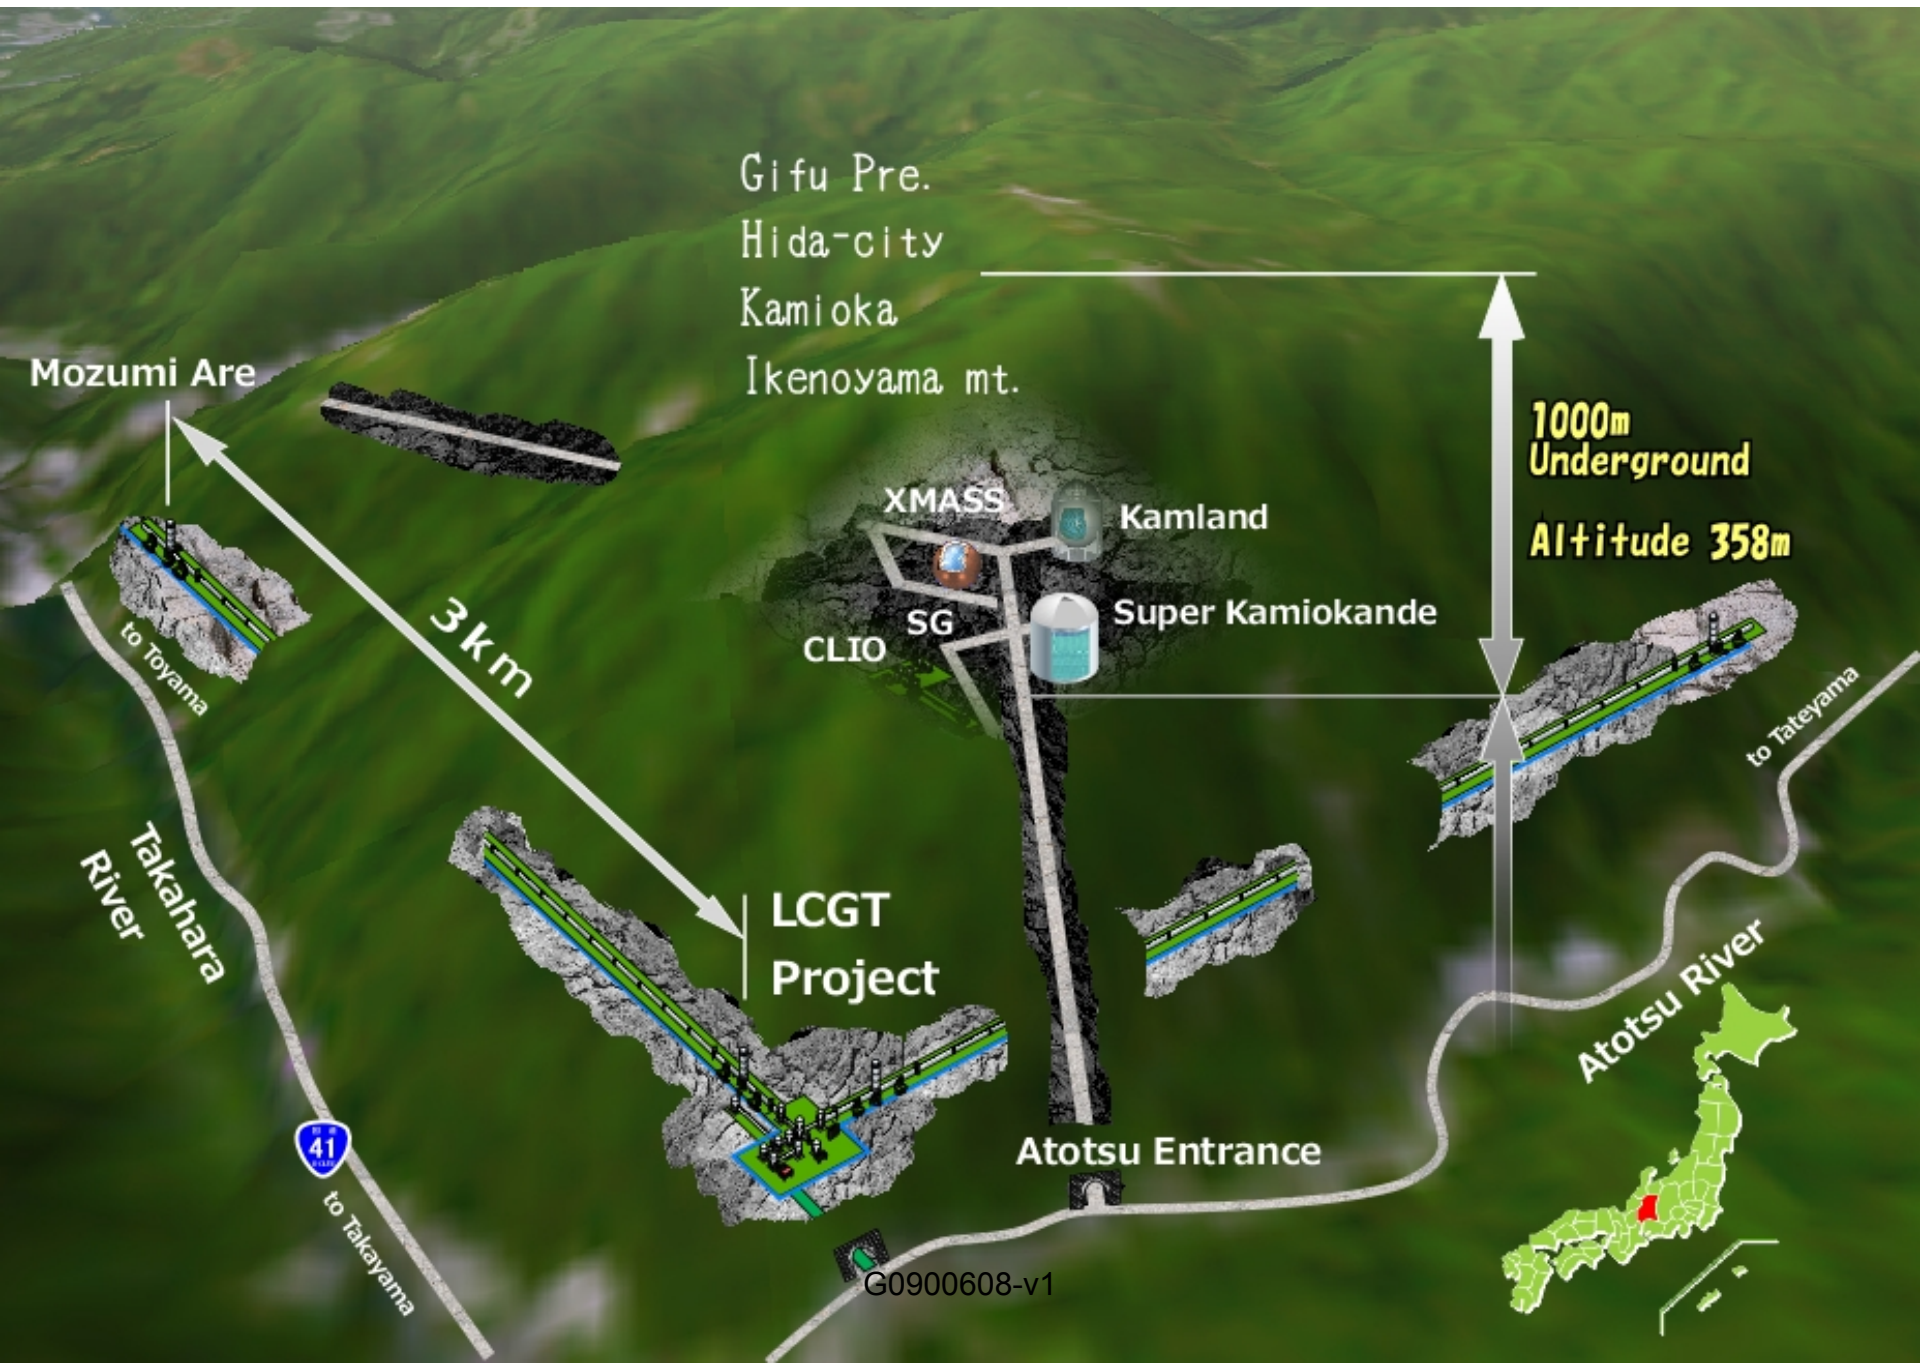 Gifu Pre.
Hida-city
Kamioka
Ikenoyama mt.
Mozumi Are
1000m
Underground
Altitude 358m
XMASS
Kamland
SG
Super Kamiokande
CLIO
3km
to Toyama
to Tateyama
Takahara
River
LCGT
Project
Atotsu River
41
Atotsu Entrance
to Takayama
G0900608-v1